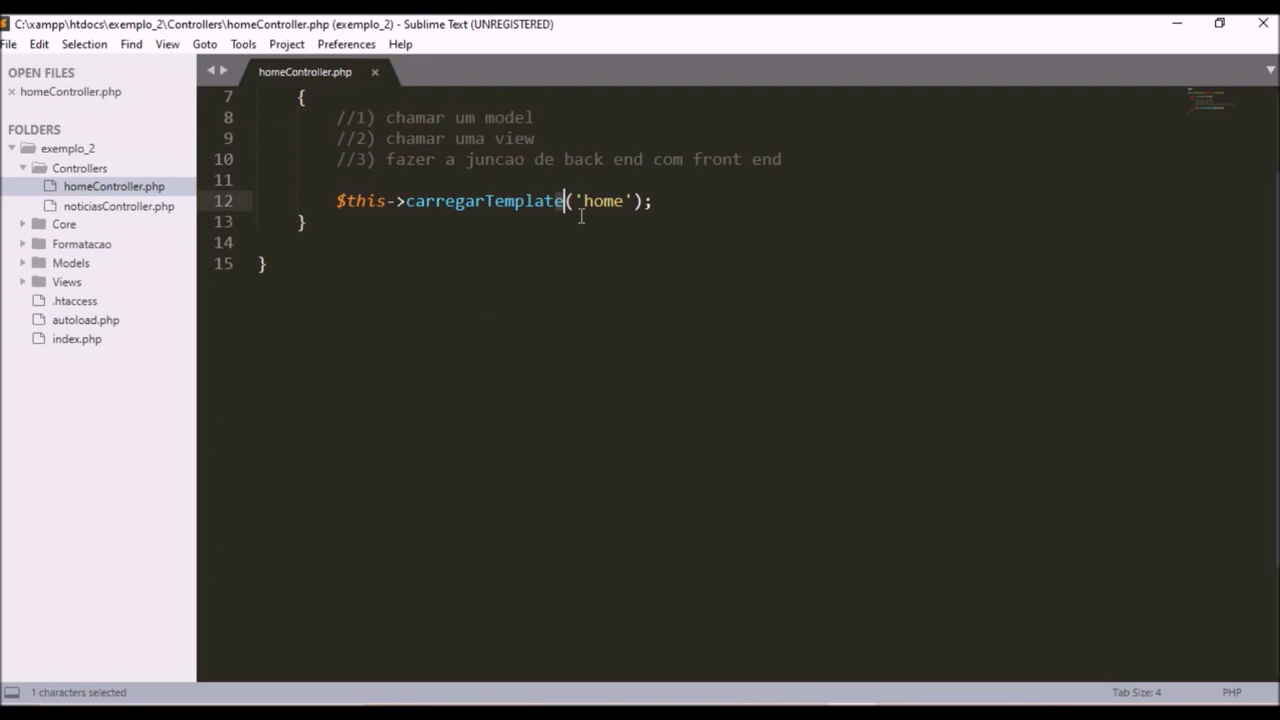 C:\xampp\htdocs\exemplo_2\Controllers\homeController.php (exemplo_2) - Sublime Text (UNREGISTERED)
File Edit Selection Find View Goto Tools Project Preferences Help
OPEN FILES
homeController.php
FOLDERS
exemplo_2
Controllers
homeController.php
noticiasController.php
Core
Formatacao
Models
Views
.htaccess
autoload.php
index.php
homeController.php
7 {
8 //1) chamar um model
9 //2) chamar uma view
10 //3) fazer a juncao de back end com front end
11
12 $this->carregarTemplate('home');
13 }
14
15 }
1 characters selected
Tab Size: 4
PHP